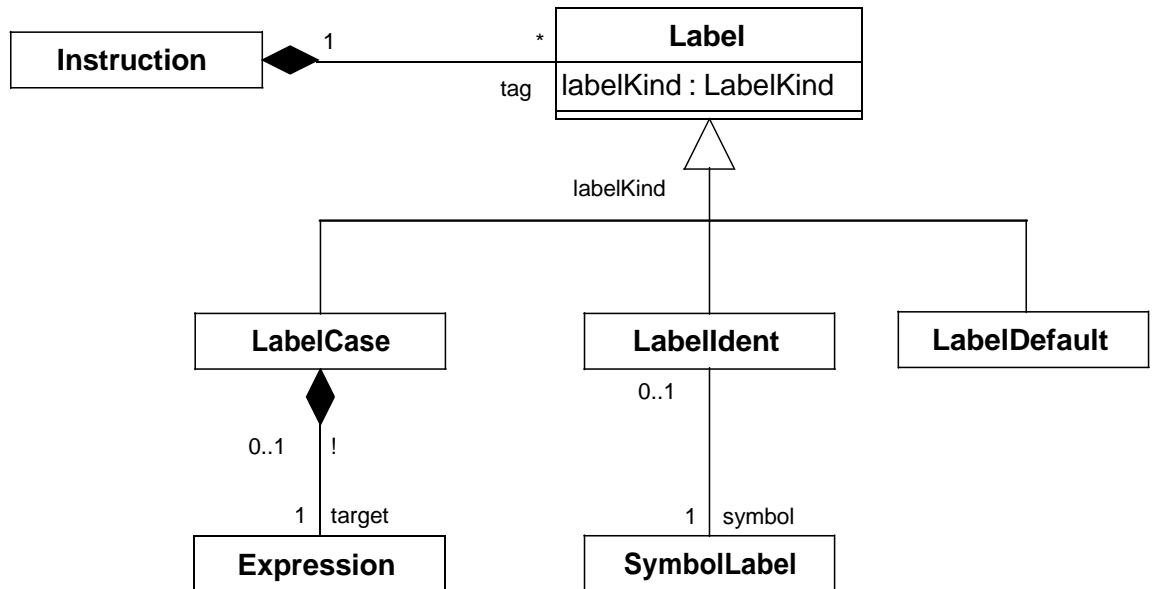 Instruction
1
*
Label
tag
labelKind : LabelKind
labelKind
LabelCase
LabelIdent
LabelDefault
0..1
!
0..1
1
target
1
symbol
Expression
SymbolLabel